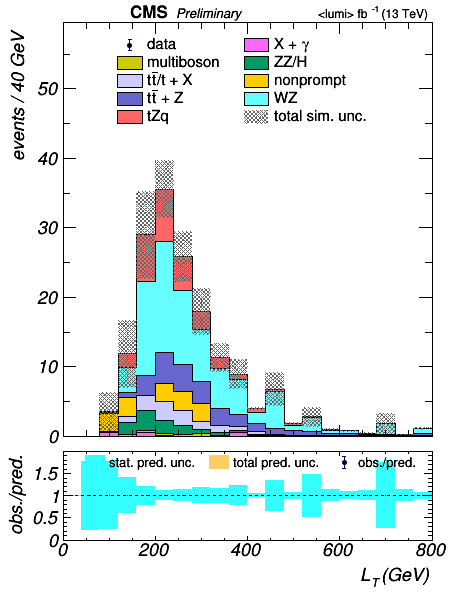 CMS Preliminary <lumi> fb -1 (13 TeV)
events / 40 GeV
data
X + γ
multiboson
ZZ/H
tt̄/t + X
nonprompt
tt̄ + Z
WZ
tZq
total sim. unc.
50
40
30
20
10
0
obs./pred.
stat. pred. unc. total pred. unc. obs./pred.
1.5
1
0.5
0
0 200 400 600 800
L_T(GeV)